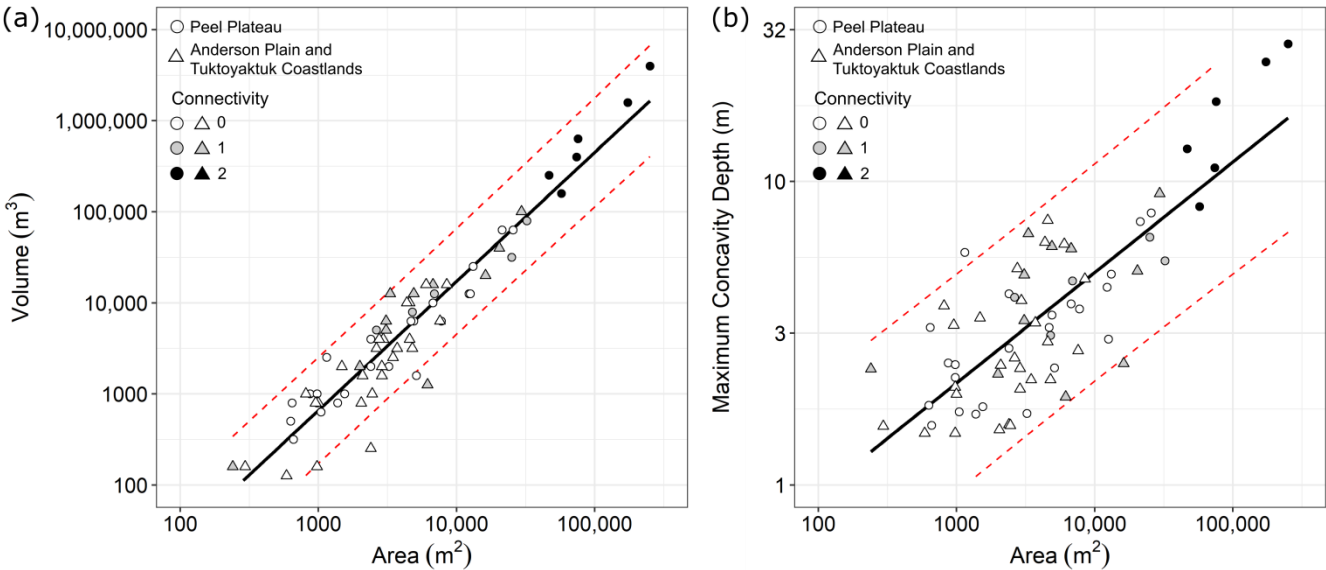 (a)
Peel Plateau
Anderson Plain and
Tuktoyaktuk Coastlands
Connectivity
0
1
2
10,000,000
1,000,000
100,000
10,000
1000
100
Volume (m³)
100
1000
10,000
100,000
Area (m²)
(b)
Peel Plateau
Anderson Plain and
Tuktoyaktuk Coastlands
Connectivity
0
1
2
32
10
3
1
Maximum Concavity Depth (m)
100
1000
10,000
100,000
Area (m²)